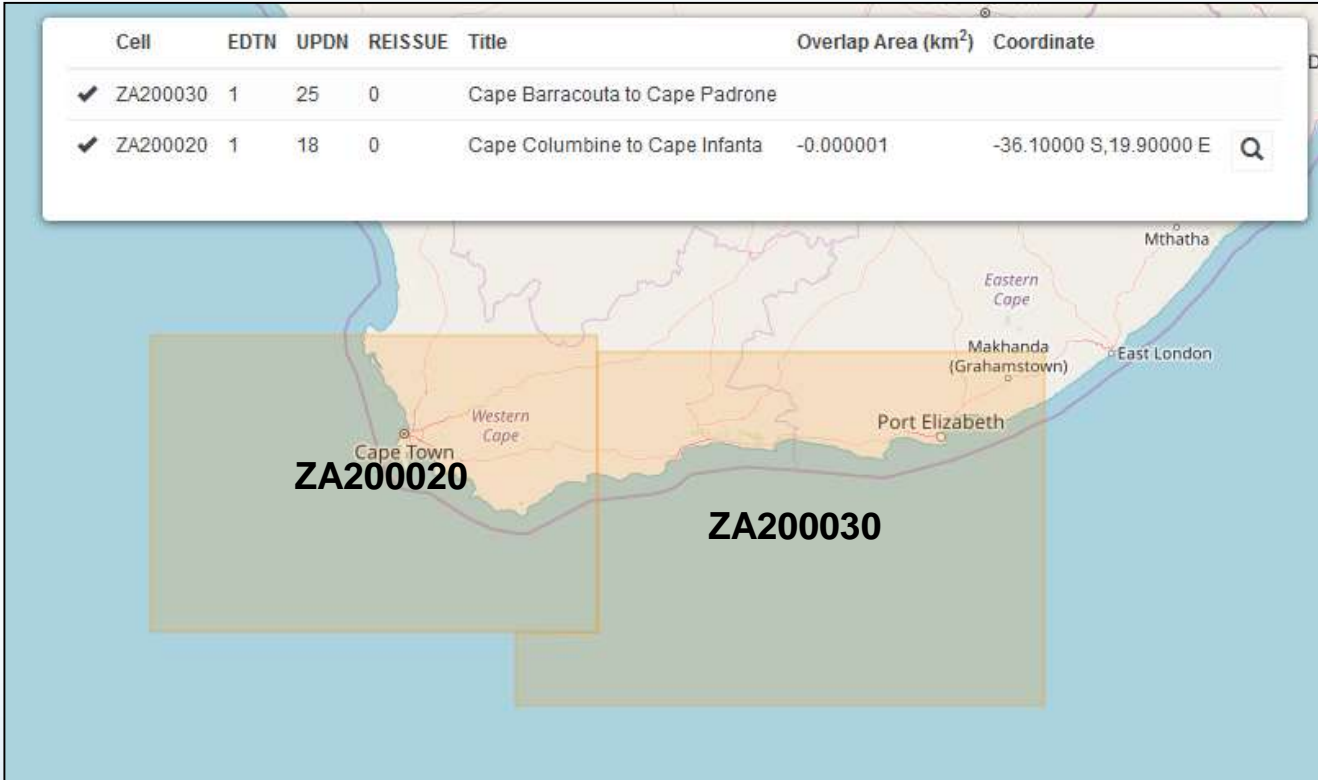 Cell EDTN UPDN REISSUE Title Overlap Area (km²) Coordinate
ZA200030 1 25 0 Cape Barracouta to Cape Padrone
ZA200020 1 18 0 Cape Columbine to Cape Infanta -0.000001 -36.10000 S,19.90000 E
Mthatha
Eastern
Cape
Makhanda
(Grahamstown)
East London
Western
Cape
Port Elizabeth
Cape Town
ZA200020
ZA200030